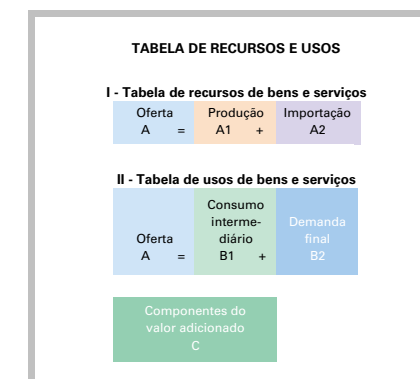 TABELA DE RECURSOS E USOS
I - Tabela de recursos de bens e serviços
Oferta Produção Importação
A = A1 + A2
II - Tabela de usos de bens e serviços
Consumo
interme- Demanda
Oferta diário final
A = B1 + B2
Componentes do
valor adicionado
C